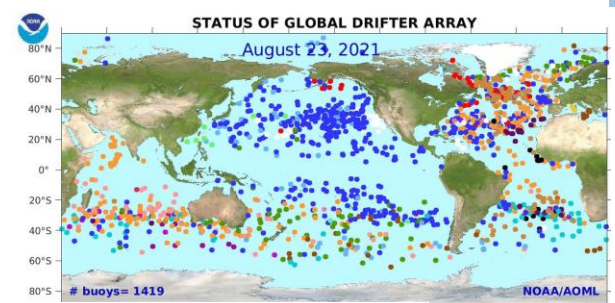 NOAA
STATUS OF GLOBAL DRIFTER ARRAY
August 23, 2021
80°N
60°N
40°N
20°N
0°
20°S
40°S
60°S
80°S
# buoys= 1419
NOAA/AOML